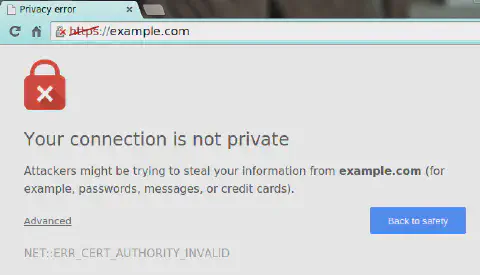 Privacy error
https://example.com
Your connection is not private
Attackers might be trying to steal your information from example.com (for
example, passwords, messages, or credit cards).
Advanced
Back to safety
NET::ERR_CERT_AUTHORITY_INVALID